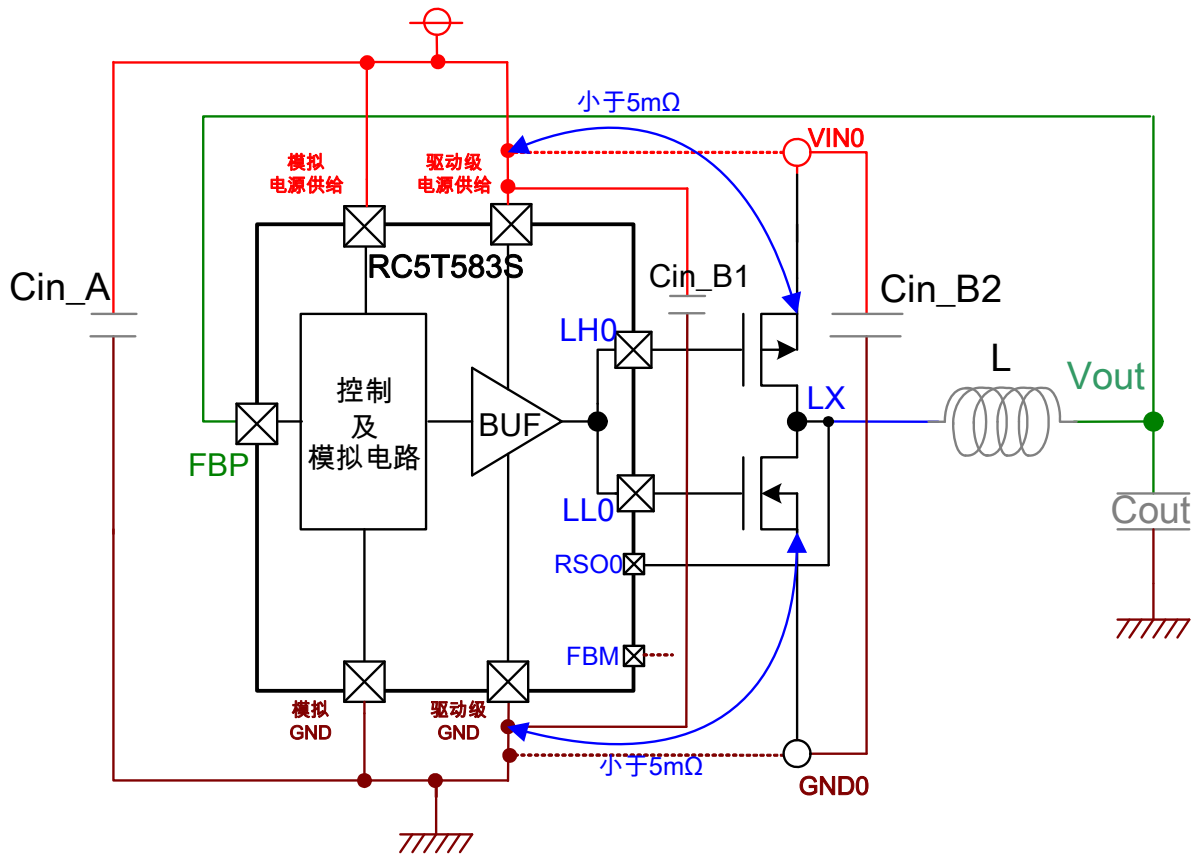 小于5mΩ
VIN0
模拟
电源供给
驱动级
电源供给
RC5T583S
Cin_A
Cin_B1
Cin_B2
LH0
L
Vout
控制
及
模拟电路
BUF
LX
FBP
LL0
Cout
RSO0
FBM
模拟
GND
驱动级
GND
小于5mΩ
GND0